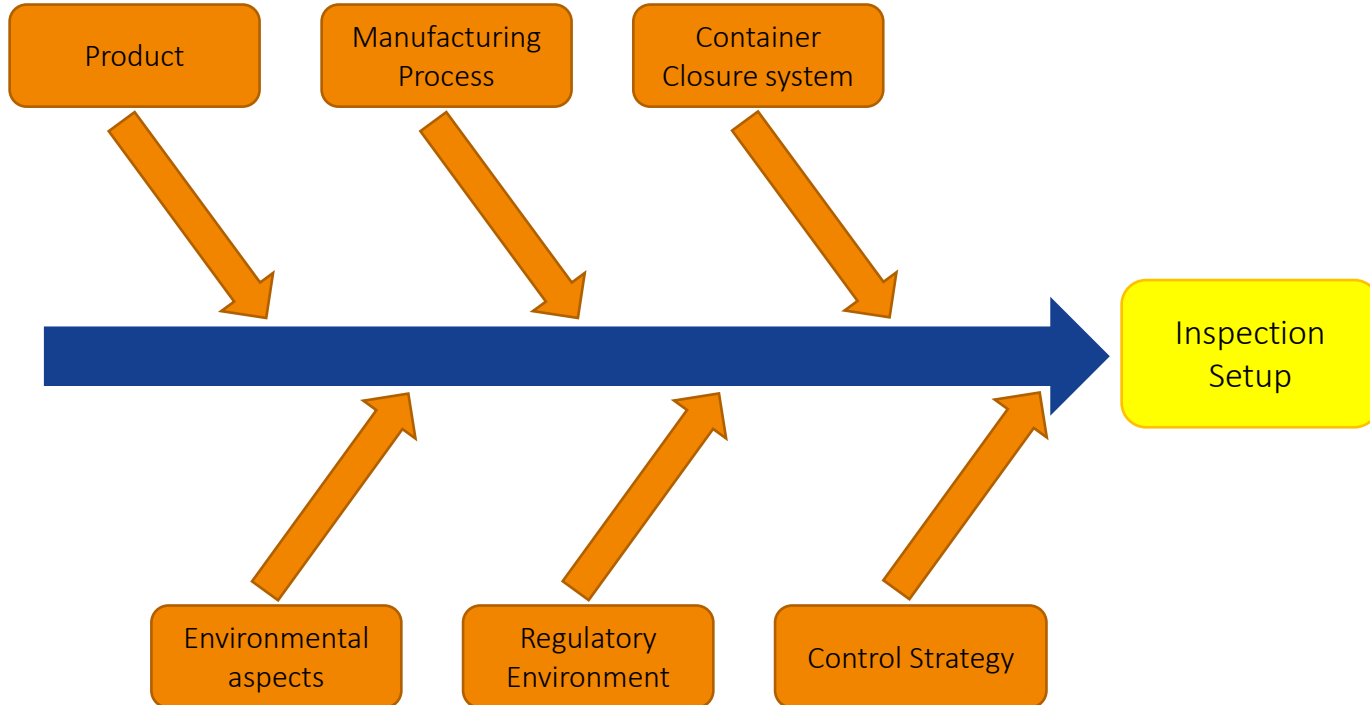 Product
Manufacturing
Process
Container
Closure system
Inspection
Setup
Environmental
aspects
Regulatory
Environment
Control Strategy